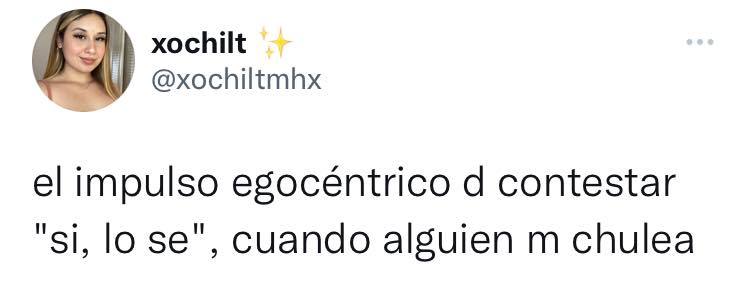 xochilt ✨
@xochiltmhx
el impulso egocéntrico d contestar
"si, lo se", cuando alguien m chulea